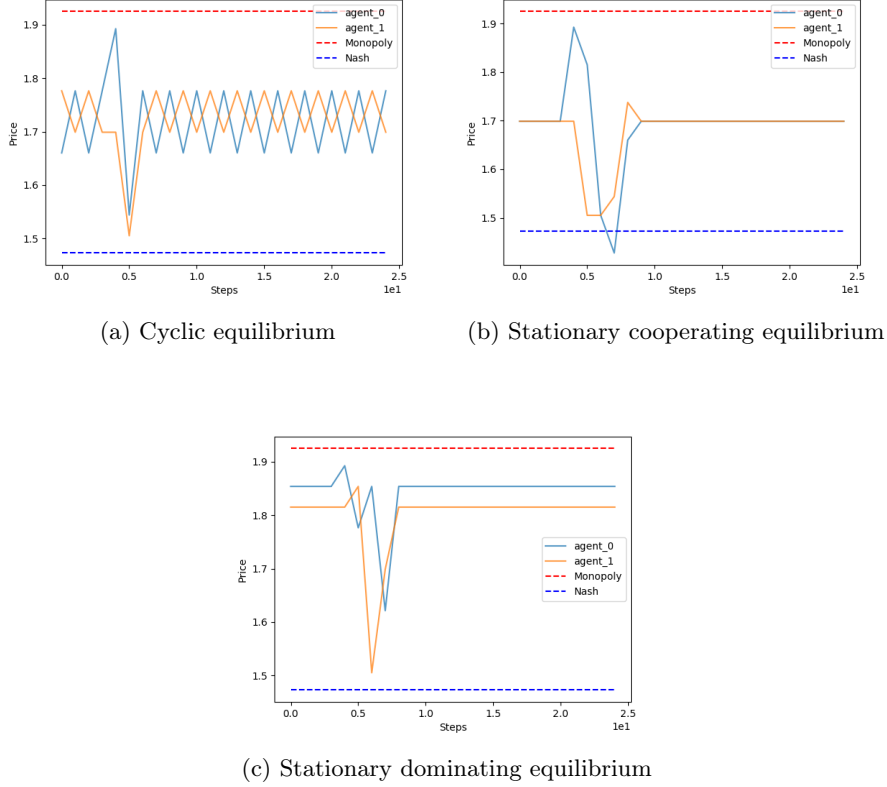 agent_0
agent_1
Monopoly
Nash
Price
1.9
1.8
1.7
1.6
1.5
0.0 0.5 1.0 1.5 2.0 2.5
Steps
1e1
(a) Cyclic equilibrium
agent_0
agent_1
Monopoly
Nash
Price
1.9
1.8
1.7
1.6
1.5
0.0 0.5 1.0 1.5 2.0 2.5
Steps
1e1
(b) Stationary cooperating equilibrium
1.9
1.8
1.7
1.6
1.5
Price
agent_0
agent_1
Monopoly
Nash
0.0 0.5 1.0 1.5 2.0 2.5
Steps
1e1
(c) Stationary dominating equilibrium